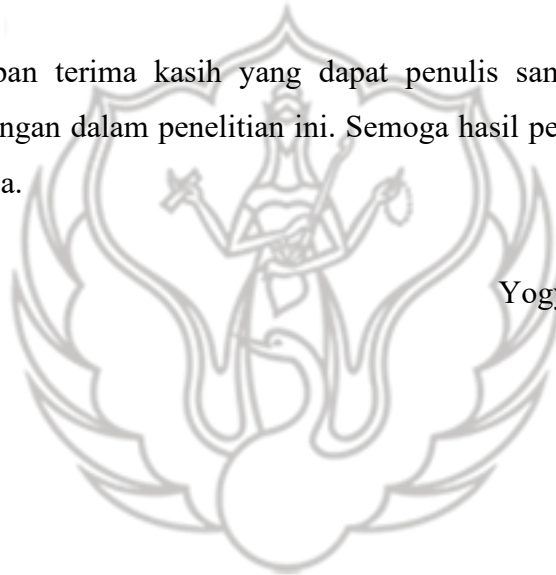 pan terima kasih yang dapat penulis san
ngan dalam penelitian ini. Semoga hasil pe
a.
Yogy